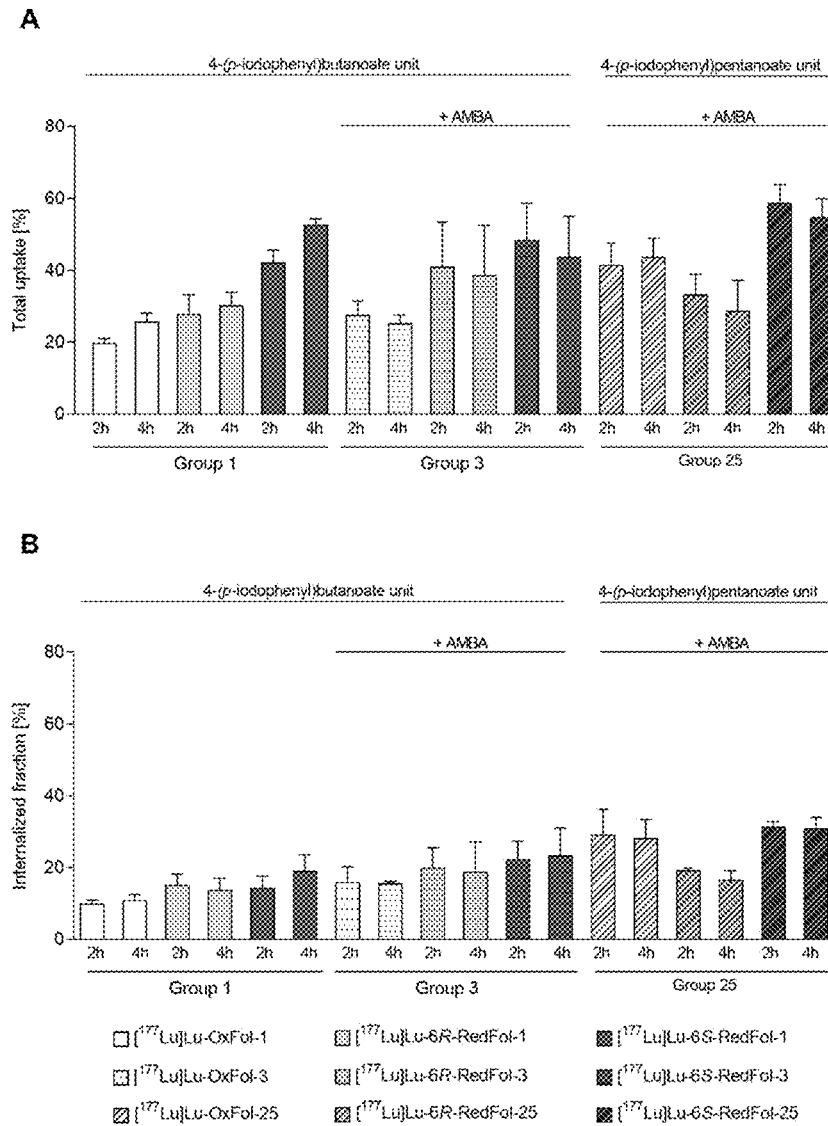 A
4-(p-iodophenyl)butanoate unit
4-(p-iodophenyl)pentanoate unit
+ AMBA
+ AMBA
Total uptake [%]
80
60
40
20
0
2h 4h 2h 4h 2h 4h 2h 4h 2h 4h 2h 4h 2h 4h 2h 4h 2h 4h
Group 1 Group 3 Group 25
B
4-(p-iodophenyl)butanoate unit
4-(p-iodophenyl)pentanoate unit
+ AMBA
+ AMBA
Internalized fraction [%]
80
60
40
20
0
2h 4h 2h 4h 2h 4h 2h 4h 2h 4h 2h 4h 2h 4h 2h 4h 2h 4h
Group 1 Group 3 Group 25
[¹⁷⁷Lu]Lu-OxFol-1 [¹⁷⁷Lu]Lu-6R-RedFol-1 [¹⁷⁷Lu]Lu-6S-RedFol-1
[¹⁷⁷Lu]Lu-OxFol-3 [¹⁷⁷Lu]Lu-6R-RedFol-3 [¹⁷⁷Lu]Lu-6S-RedFol-3
[¹⁷⁷Lu]Lu-OxFol-25 [¹⁷⁷Lu]Lu-6R-RedFol-25 [¹⁷⁷Lu]Lu-6S-RedFol-25